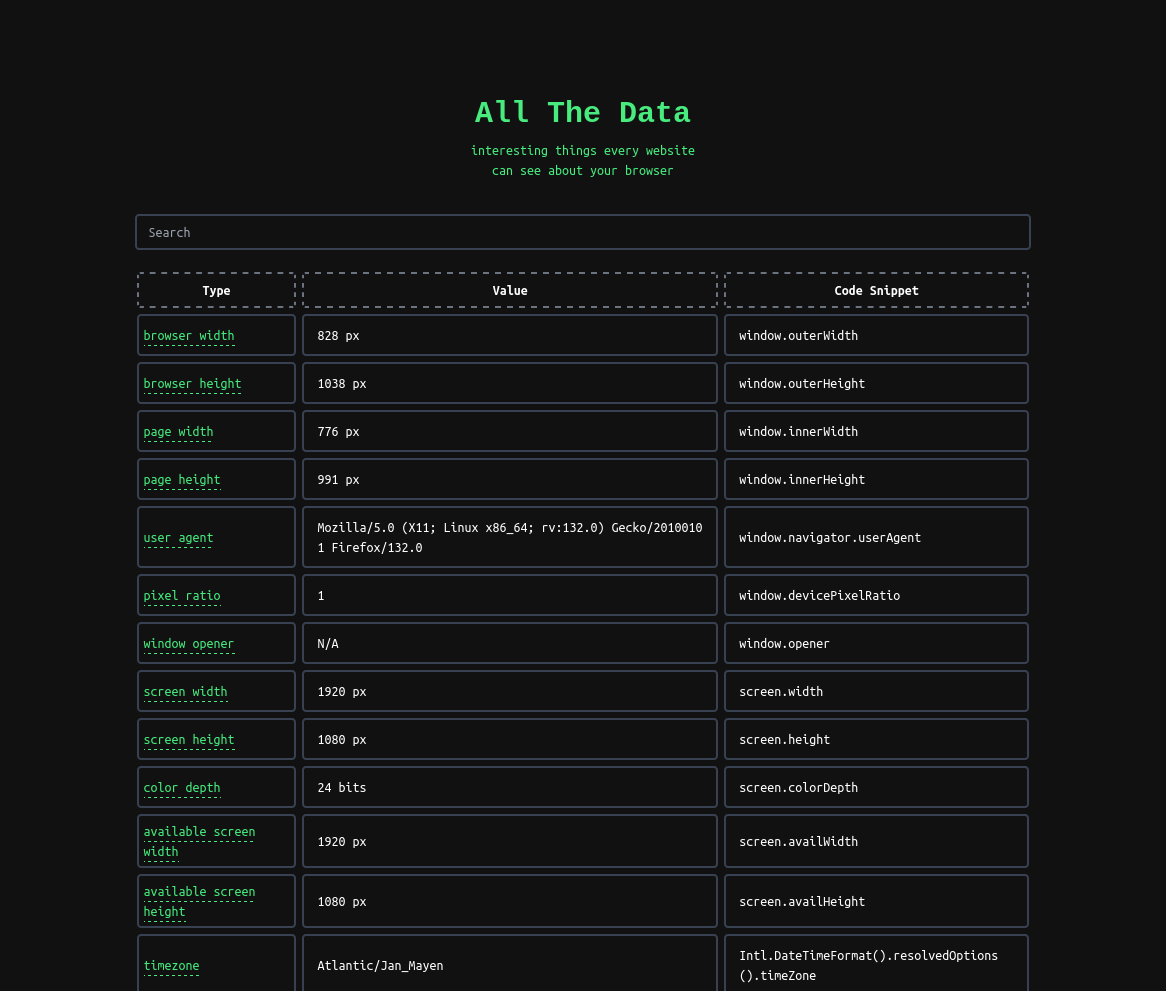 All The Data
interesting things every website
can see about your browser
Search
Type Value Code Snippet
browser width 828 px window.outerWidth
browser height 1038 px window.outerHeight
page width 776 px window.innerWidth
page height 991 px window.innerHeight
user agent Mozilla/5.0 (X11; Linux x86_64; rv:132.0) Gecko/2010010
1 Firefox/132.0 window.navigator.userAgent
pixel ratio 1 window.devicePixelRatio
window opener N/A window.opener
screen width 1920 px screen.width
screen height 1080 px screen.height
color depth 24 bits screen.colorDepth
available screen
width 1920 px screen.availWidth
available screen
height 1080 px screen.availHeight
timezone Atlantic/Jan_Mayen Intl.DateTimeFormat().resolvedOptions
().timeZone